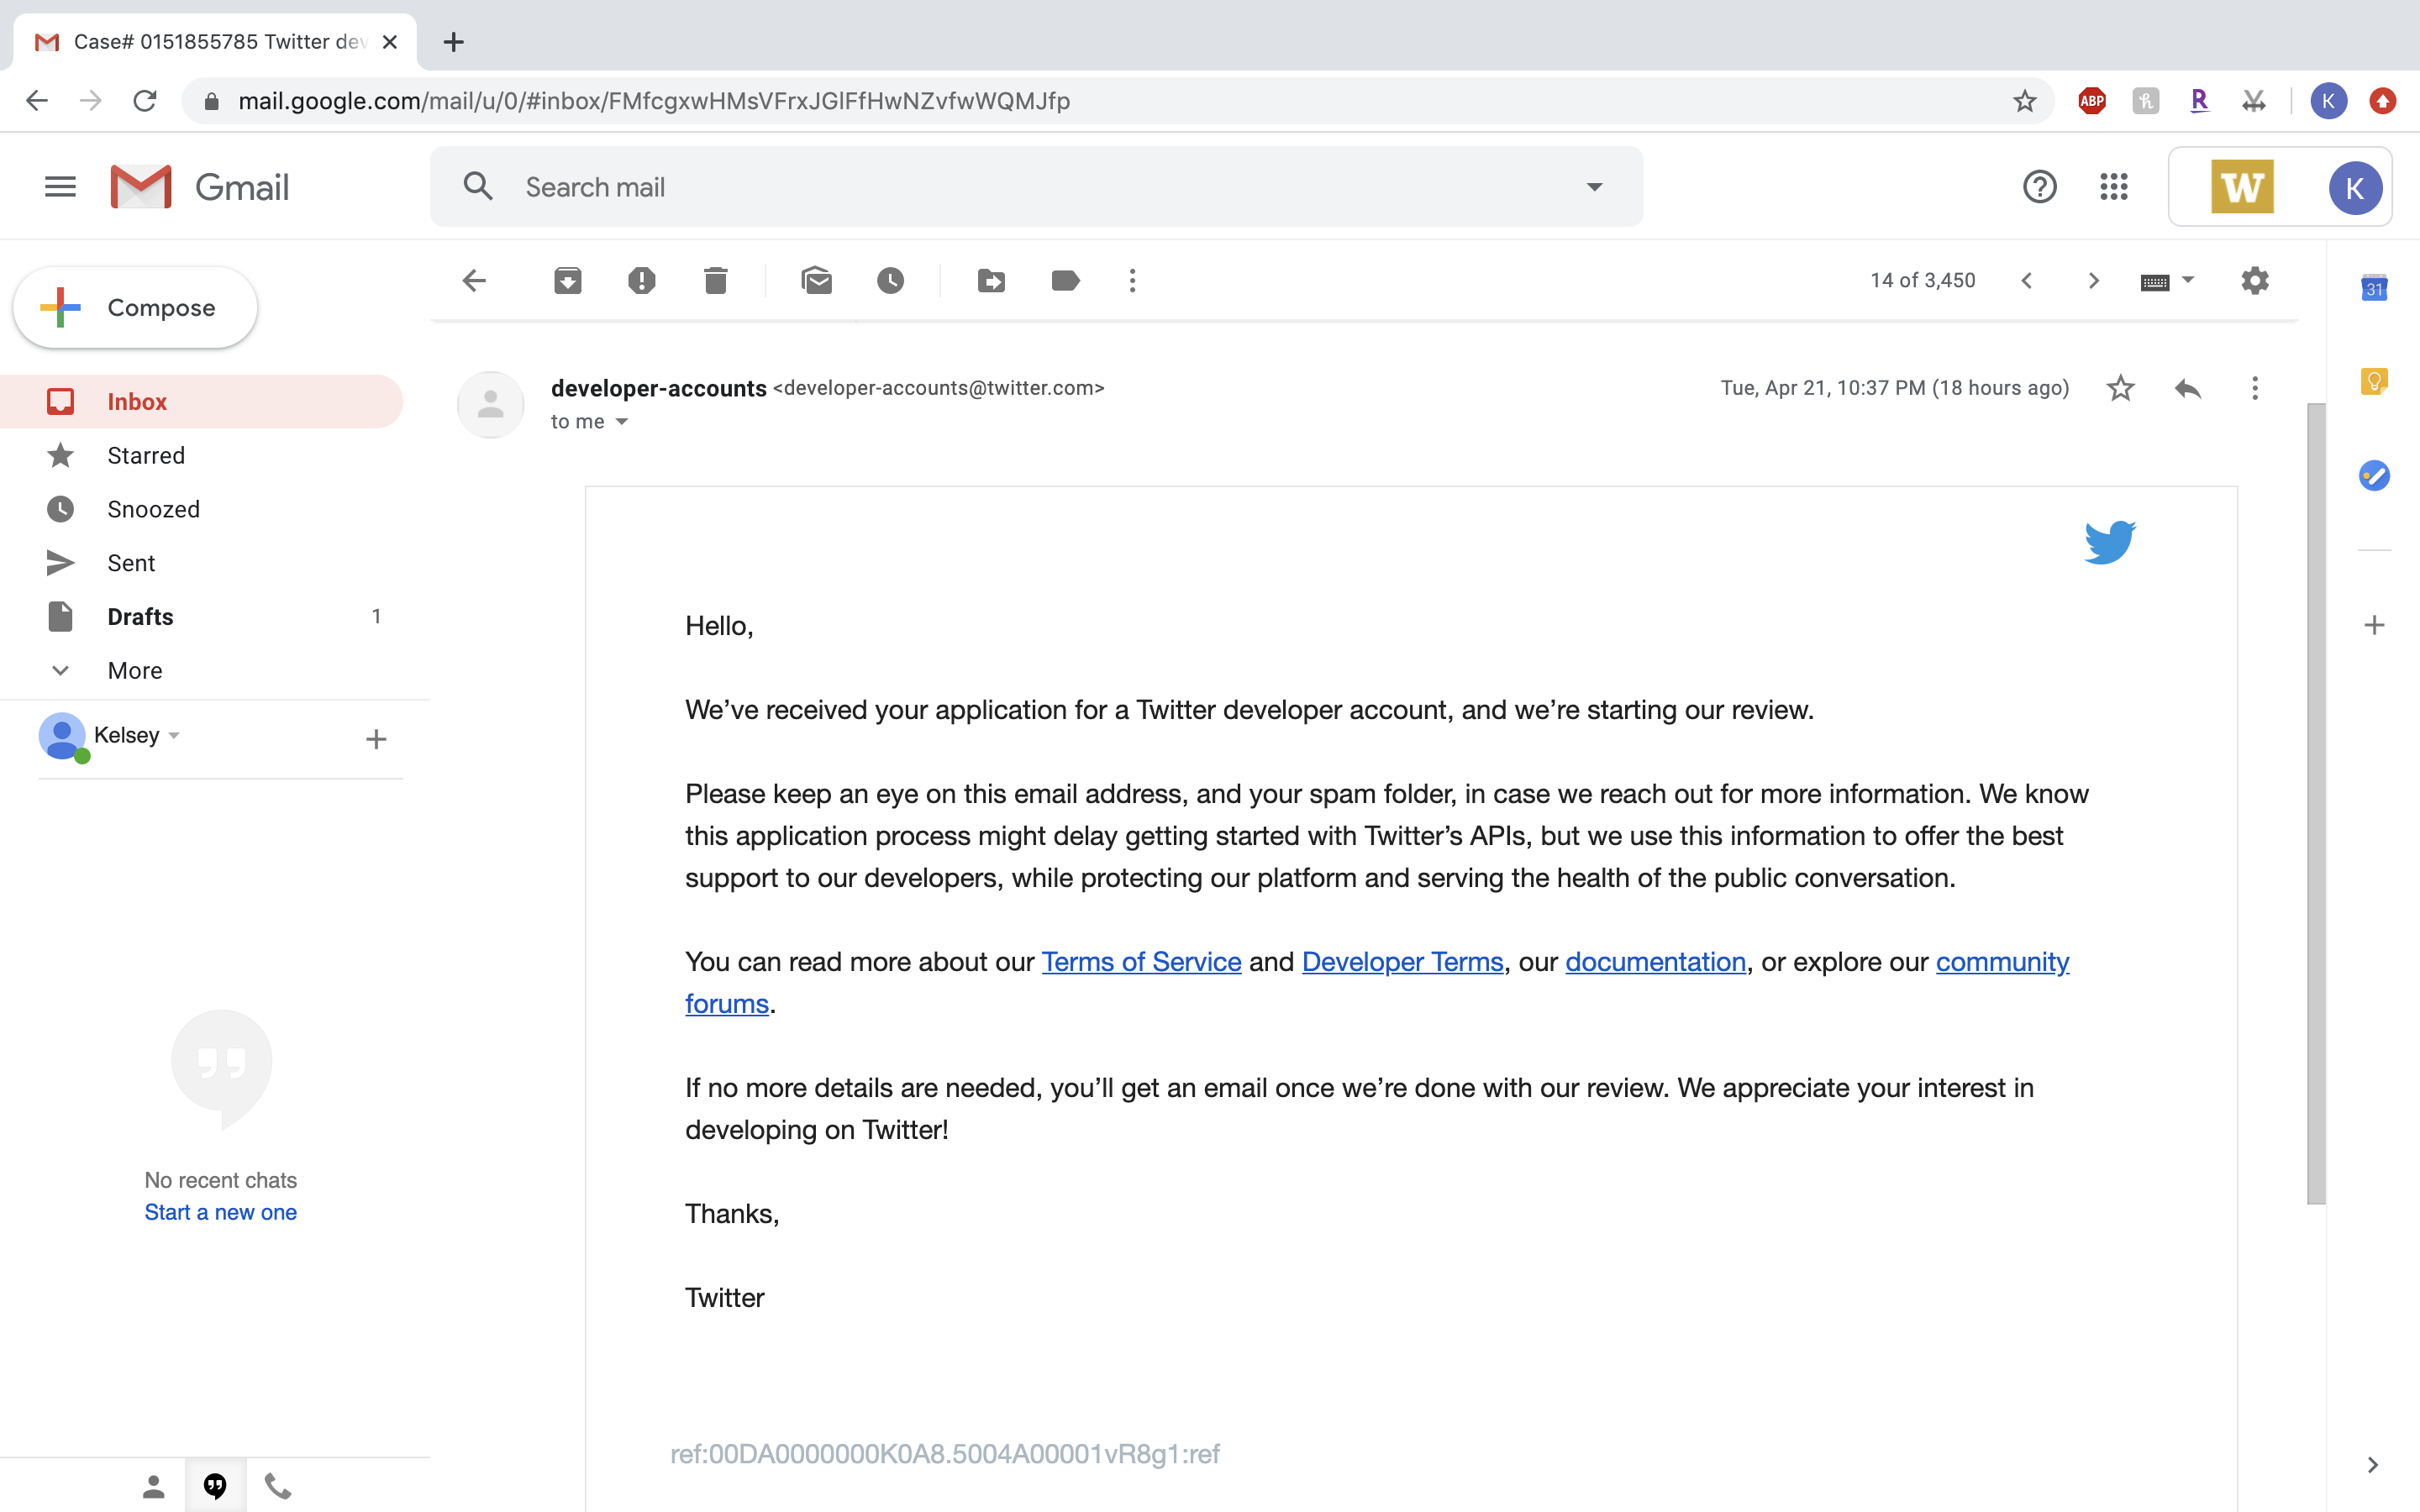 Case# 0151855785 Twitter dev
mail.google.com/mail/u/0/#inbox/FMfcgxwHMsVFrxJGlFfHwNZvfwWQMJfp
ABP
h
R
K
Gmail
Search mail
W
K
Compose
14 of 3,450
31
Inbox
Starred
Snoozed
Sent
Drafts 1
More
Kelsey
No recent chats
Start a new one
developer-accounts <developer-accounts@twitter.com>
Tue, Apr 21, 10:37 PM (18 hours ago)
to me
Hello,
We’ve received your application for a Twitter developer account, and we’re starting our review.
Please keep an eye on this email address, and your spam folder, in case we reach out for more information. We know
this application process might delay getting started with Twitter’s APIs, but we use this information to offer the best
support to our developers, while protecting our platform and serving the health of the public conversation.
You can read more about our Terms of Service and Developer Terms, our documentation, or explore our community
forums.
If no more details are needed, you’ll get an email once we’re done with our review. We appreciate your interest in
developing on Twitter!
Thanks,
Twitter
ref:00DA0000000K0A8.5004A00001vR8g1:ref